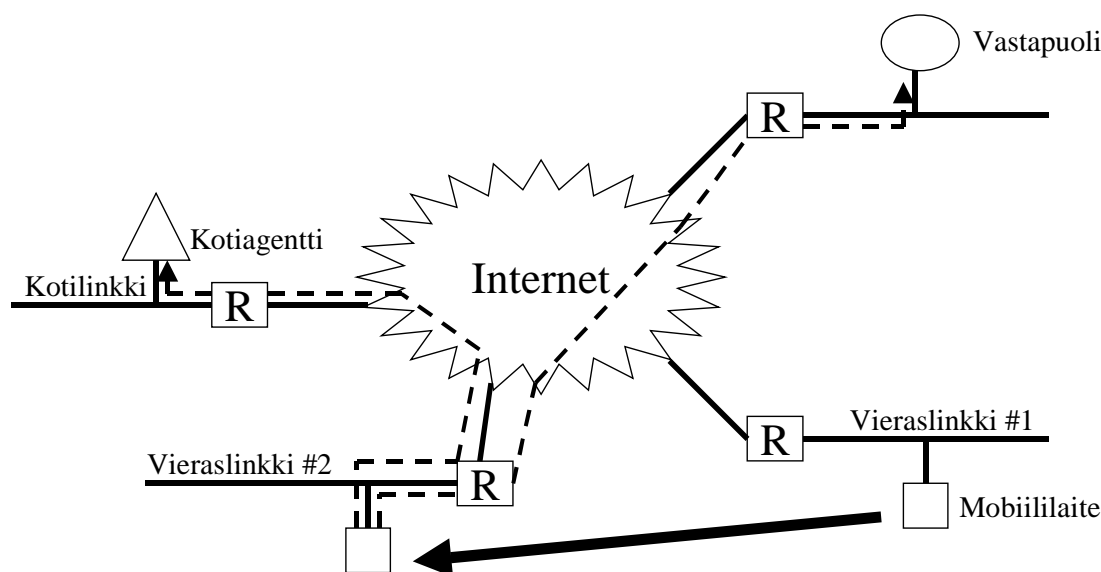 Vastapuoli
R
Kotiagentti
Internet
Kotilinkki
R
Vieraslinkki #1
R
Vieraslinkki #2
R
Mobiililaite